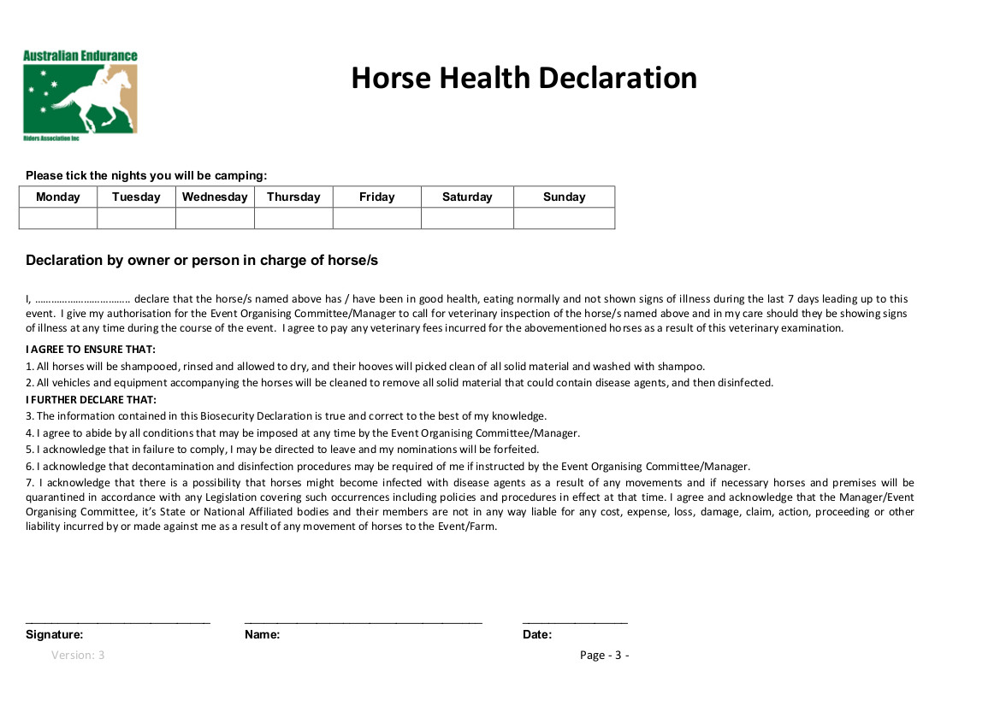 Australian Endurance
Riders Association Inc
Horse Health Declaration
Please tick the nights you will be camping:
Monday Tuesday Wednesday Thursday Friday Saturday Sunday
Declaration by owner or person in charge of horse/s
I, ……………………………… declare that the horse/s named above has / have been in good health, eating normally and not shown signs of illness during the last 7 days leading up to this
event. I give my authorisation for the Event Organising Committee/Manager to call for veterinary inspection of the horse/s named above and in my care should they be showing signs
of illness at any time during the course of the event. I agree to pay any veterinary fees incurred for the abovementioned horses as a result of this veterinary examination.
I AGREE TO ENSURE THAT:
1. All horses will be shampooed, rinsed and allowed to dry, and their hooves will picked clean of all solid material and washed with shampoo.
2. All vehicles and equipment accompanying the horses will be cleaned to remove all solid material that could contain disease agents, and then disinfected.
I FURTHER DECLARE THAT:
3. The information contained in this Biosecurity Declaration is true and correct to the best of my knowledge.
4. I agree to abide by all conditions that may be imposed at any time by the Event Organising Committee/Manager.
5. I acknowledge that in failure to comply, I may be directed to leave and my nominations will be forfeited.
6. I acknowledge that decontamination and disinfection procedures may be required of me if instructed by the Event Organising Committee/Manager.
7. I acknowledge that there is a possibility that horses might become infected with disease agents as a result of any movements and if necessary horses and premises will be
quarantined in accordance with any Legislation covering such occurrences including policies and procedures in effect at that time. I agree and acknowledge that the Manager/Event
Organising Committee, it's State or National Affiliated bodies and their members are not in any way liable for any cost, expense, loss, damage, claim, action, proceeding or other
liability incurred by or made against me as a result of any movement of horses to the Event/Farm.
Signature: Name: Date:
Version: 3 Page - 3 -